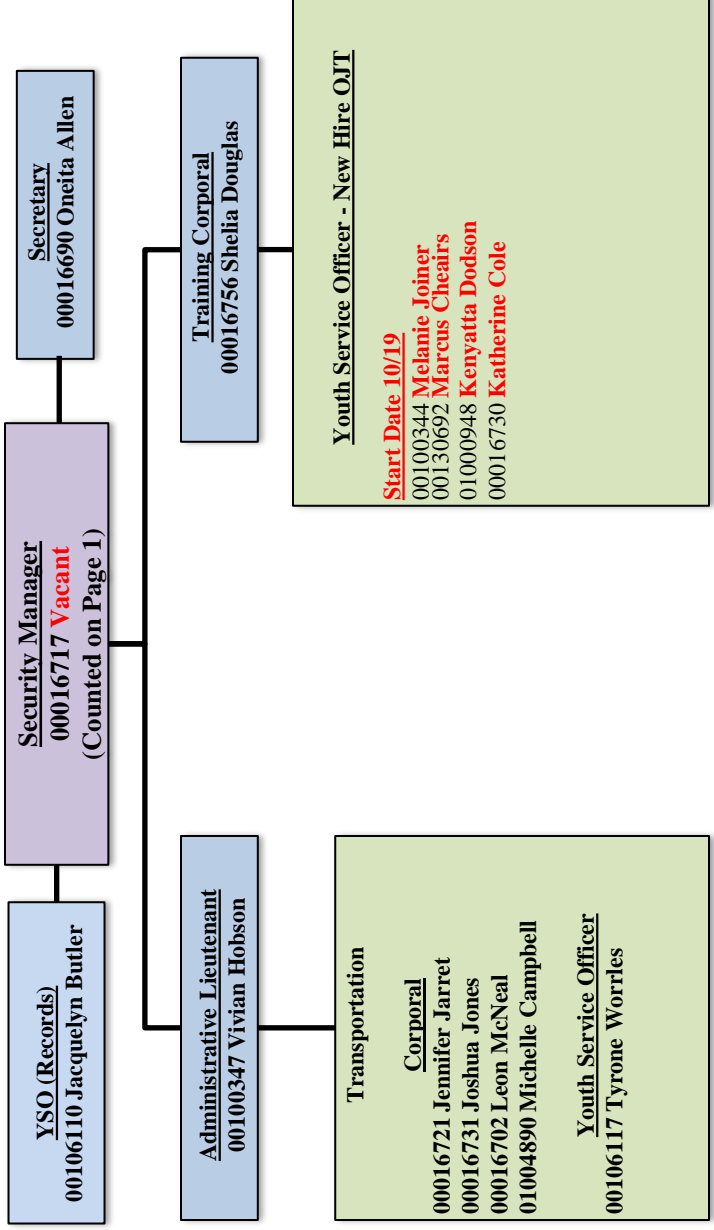 YSO (Records)
00106110 Jacquelyn Butler
Security Manager
00016717 Vacant
(Counted on Page 1)
Secretary
00016690 Oneita Allen
Administrative Lieutenant
00100347 Vivian Hobson
Training Corporal
00016756 Shelia Douglas
Transportation
Corporal
00016721 Jennifer Jarret
00016731 Joshua Jones
00016702 Leon McNeal
01004890 Michelle Campbell
Youth Service Officer
00106117 Tyrone Worrles
Youth Service Officer - New Hire OJT
Start Date 10/19
00100344 Melanie Joiner
00130692 Marcus Cheairs
01000948 Kenyatta Dodson
00016730 Katherine Cole